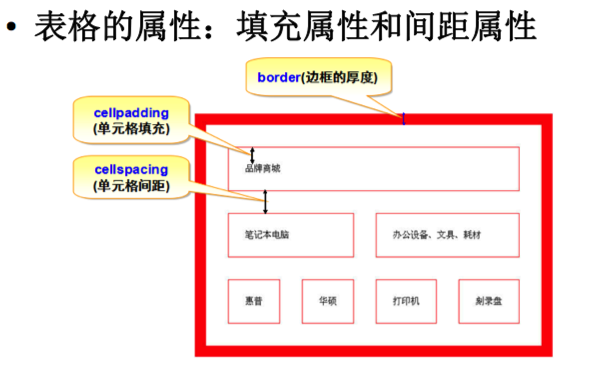 • 表格的属性：填充属性和间距属性
border(边框的厚度)
cellpadding
(单元格填充)
cellspacing
(单元格间距)
品牌商城
笔记本电脑 办公设备、文具、耗材
惠普 华硕 打印机 刻录盘